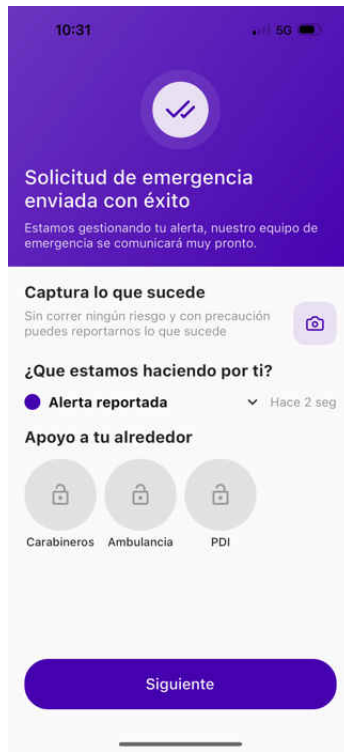 10:31
5G
Solicitud de emergencia
enviada con éxito
Estamos gestionando tu alerta, nuestro equipo de
emergencia se comunicará muy pronto.
Captura lo que sucede
Sin correr ningún riesgo y con precaución
puedes reportarnos lo que sucede
¿Que estamos haciendo por ti?
Alerta reportada
Hace 2 seg
Apoyo a tu alrededor
Carabineros
Ambulancia
PDI
Siguiente